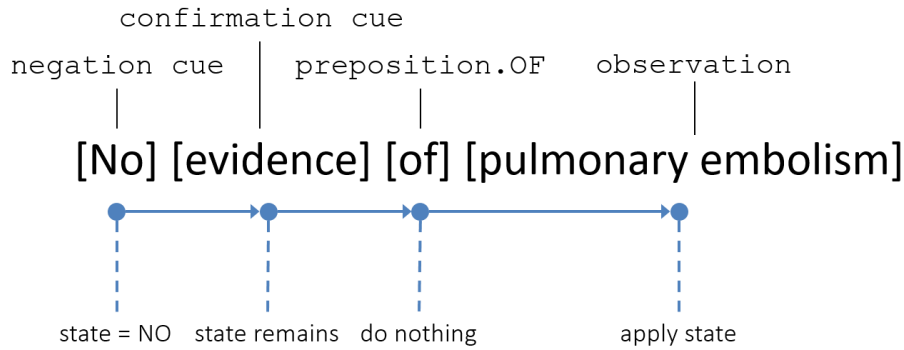 confirmation cue
negation cue preposition.OF observation
[No] [evidence] [of] [pulmonary embolism]
state = NO state remains do nothing apply state